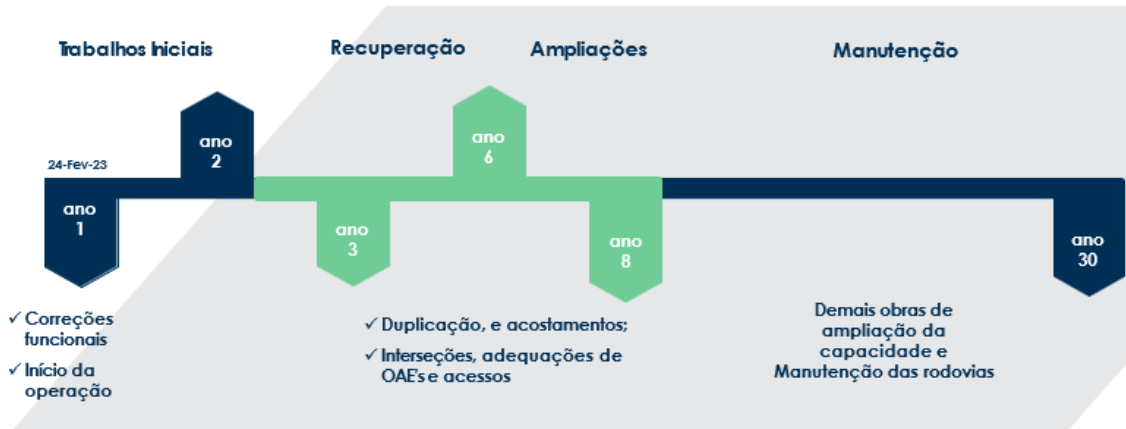 Trabalhos Iniciais
Recuperação
Ampliações
Manutenção
24-Fev-23
ano
1
ano
2
ano
3
ano
6
ano
8
ano
30
✓ Correções
funcionais
✓ Início da
operação
✓ Duplicação, e acostamentos;
✓ Interseções, adequações de
OAE's e acessos
Demais obras de
ampliação da
capacidade e
Manutenção das rodovias